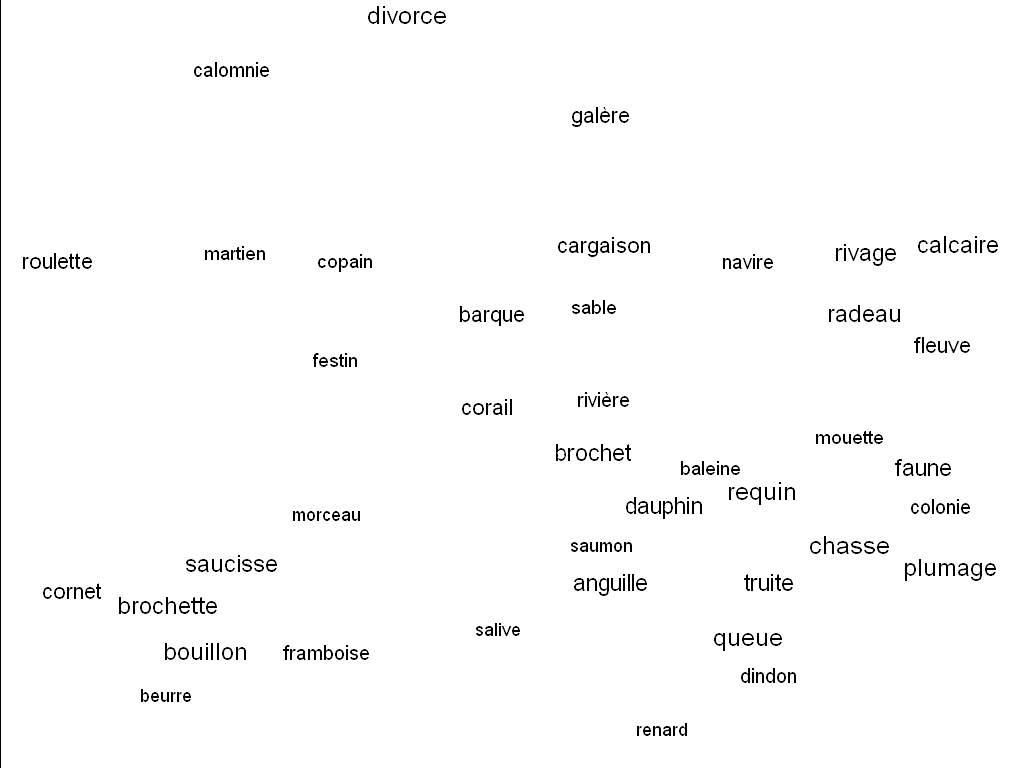 divorce
calomnie
galère
cargaison
calcaire
rivage
martien
roulette
copain
navire
sable
barque
radeau
fleuve
festin
rivière
corail
mouette
brochet
baleine
faune
requin
dauphin
colonie
morceau
saumon
chasse
saucisse
plumage
anguille
truite
cornet
brochette
salive
queue
bouillon
framboise
dindon
beurre
renard